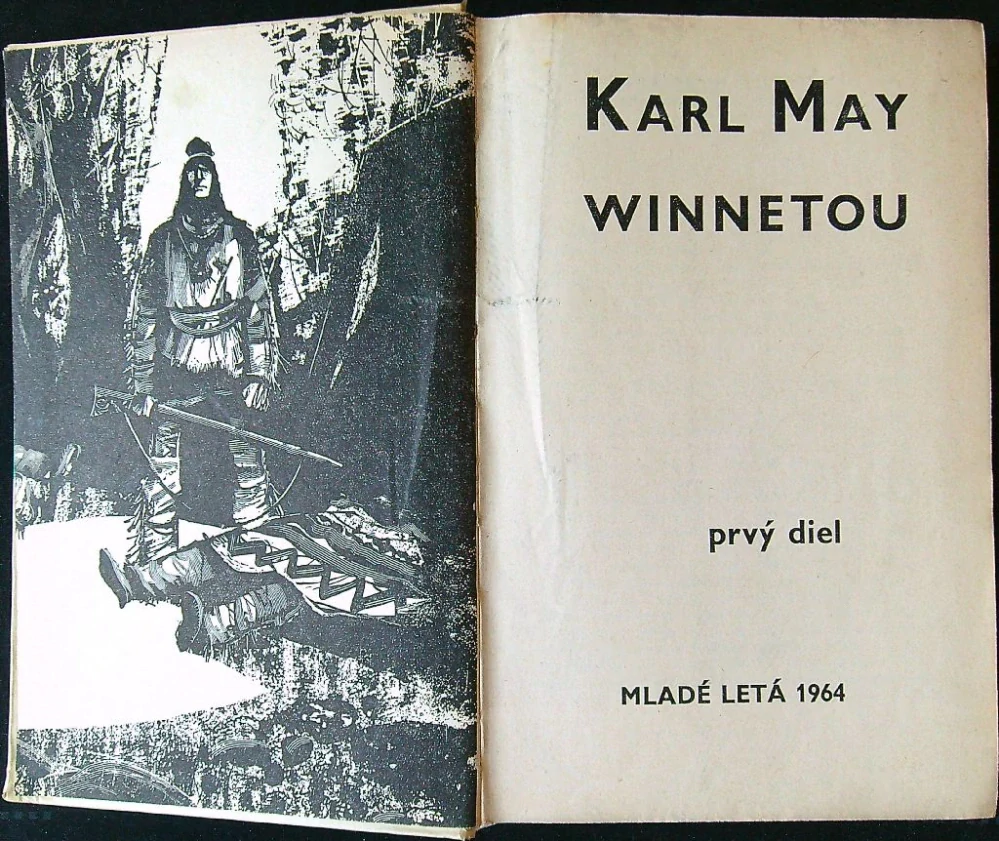 KARL MAY
WINNETOU
prvý diel
MLADÉ LETÁ 1964